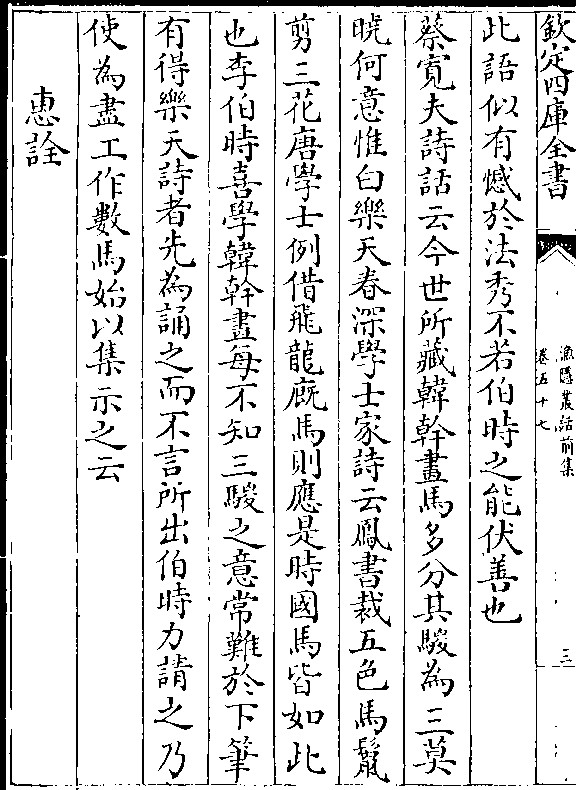 欽定四庫全書
漁隱叢話前集
卷五十七
三
此語似有憾於法秀不若伯時之能伏善也
蔡寬夫詩話云今世所藏韓幹畫馬多分其騣為三莫
曉何意惟白樂天春深學士家詩云鳳書裁五色馬鬛
剪三花唐學士例借飛龍廐馬則應是時國馬皆如此
也李伯時喜學韓幹畫每不知三騣之意常難於下筆
有得樂天詩者先為誦之而不言所出伯時力請之乃
使為盡工作數馬始以集示之云
惠詮